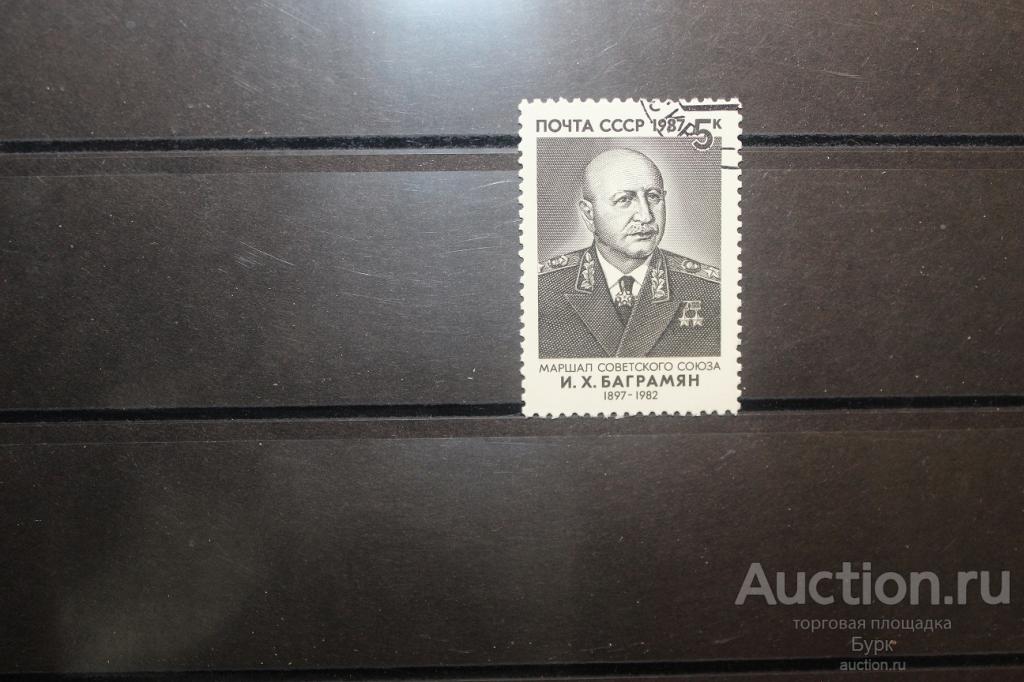 ПОЧТА СССР 1987 5К
МАРШАЛ СОВЕТСКОГО СОЮЗА
И. Х. БАГРАМЯН
1897-1982
Auction.ru
торговая площадка
Бурк
auction.ru